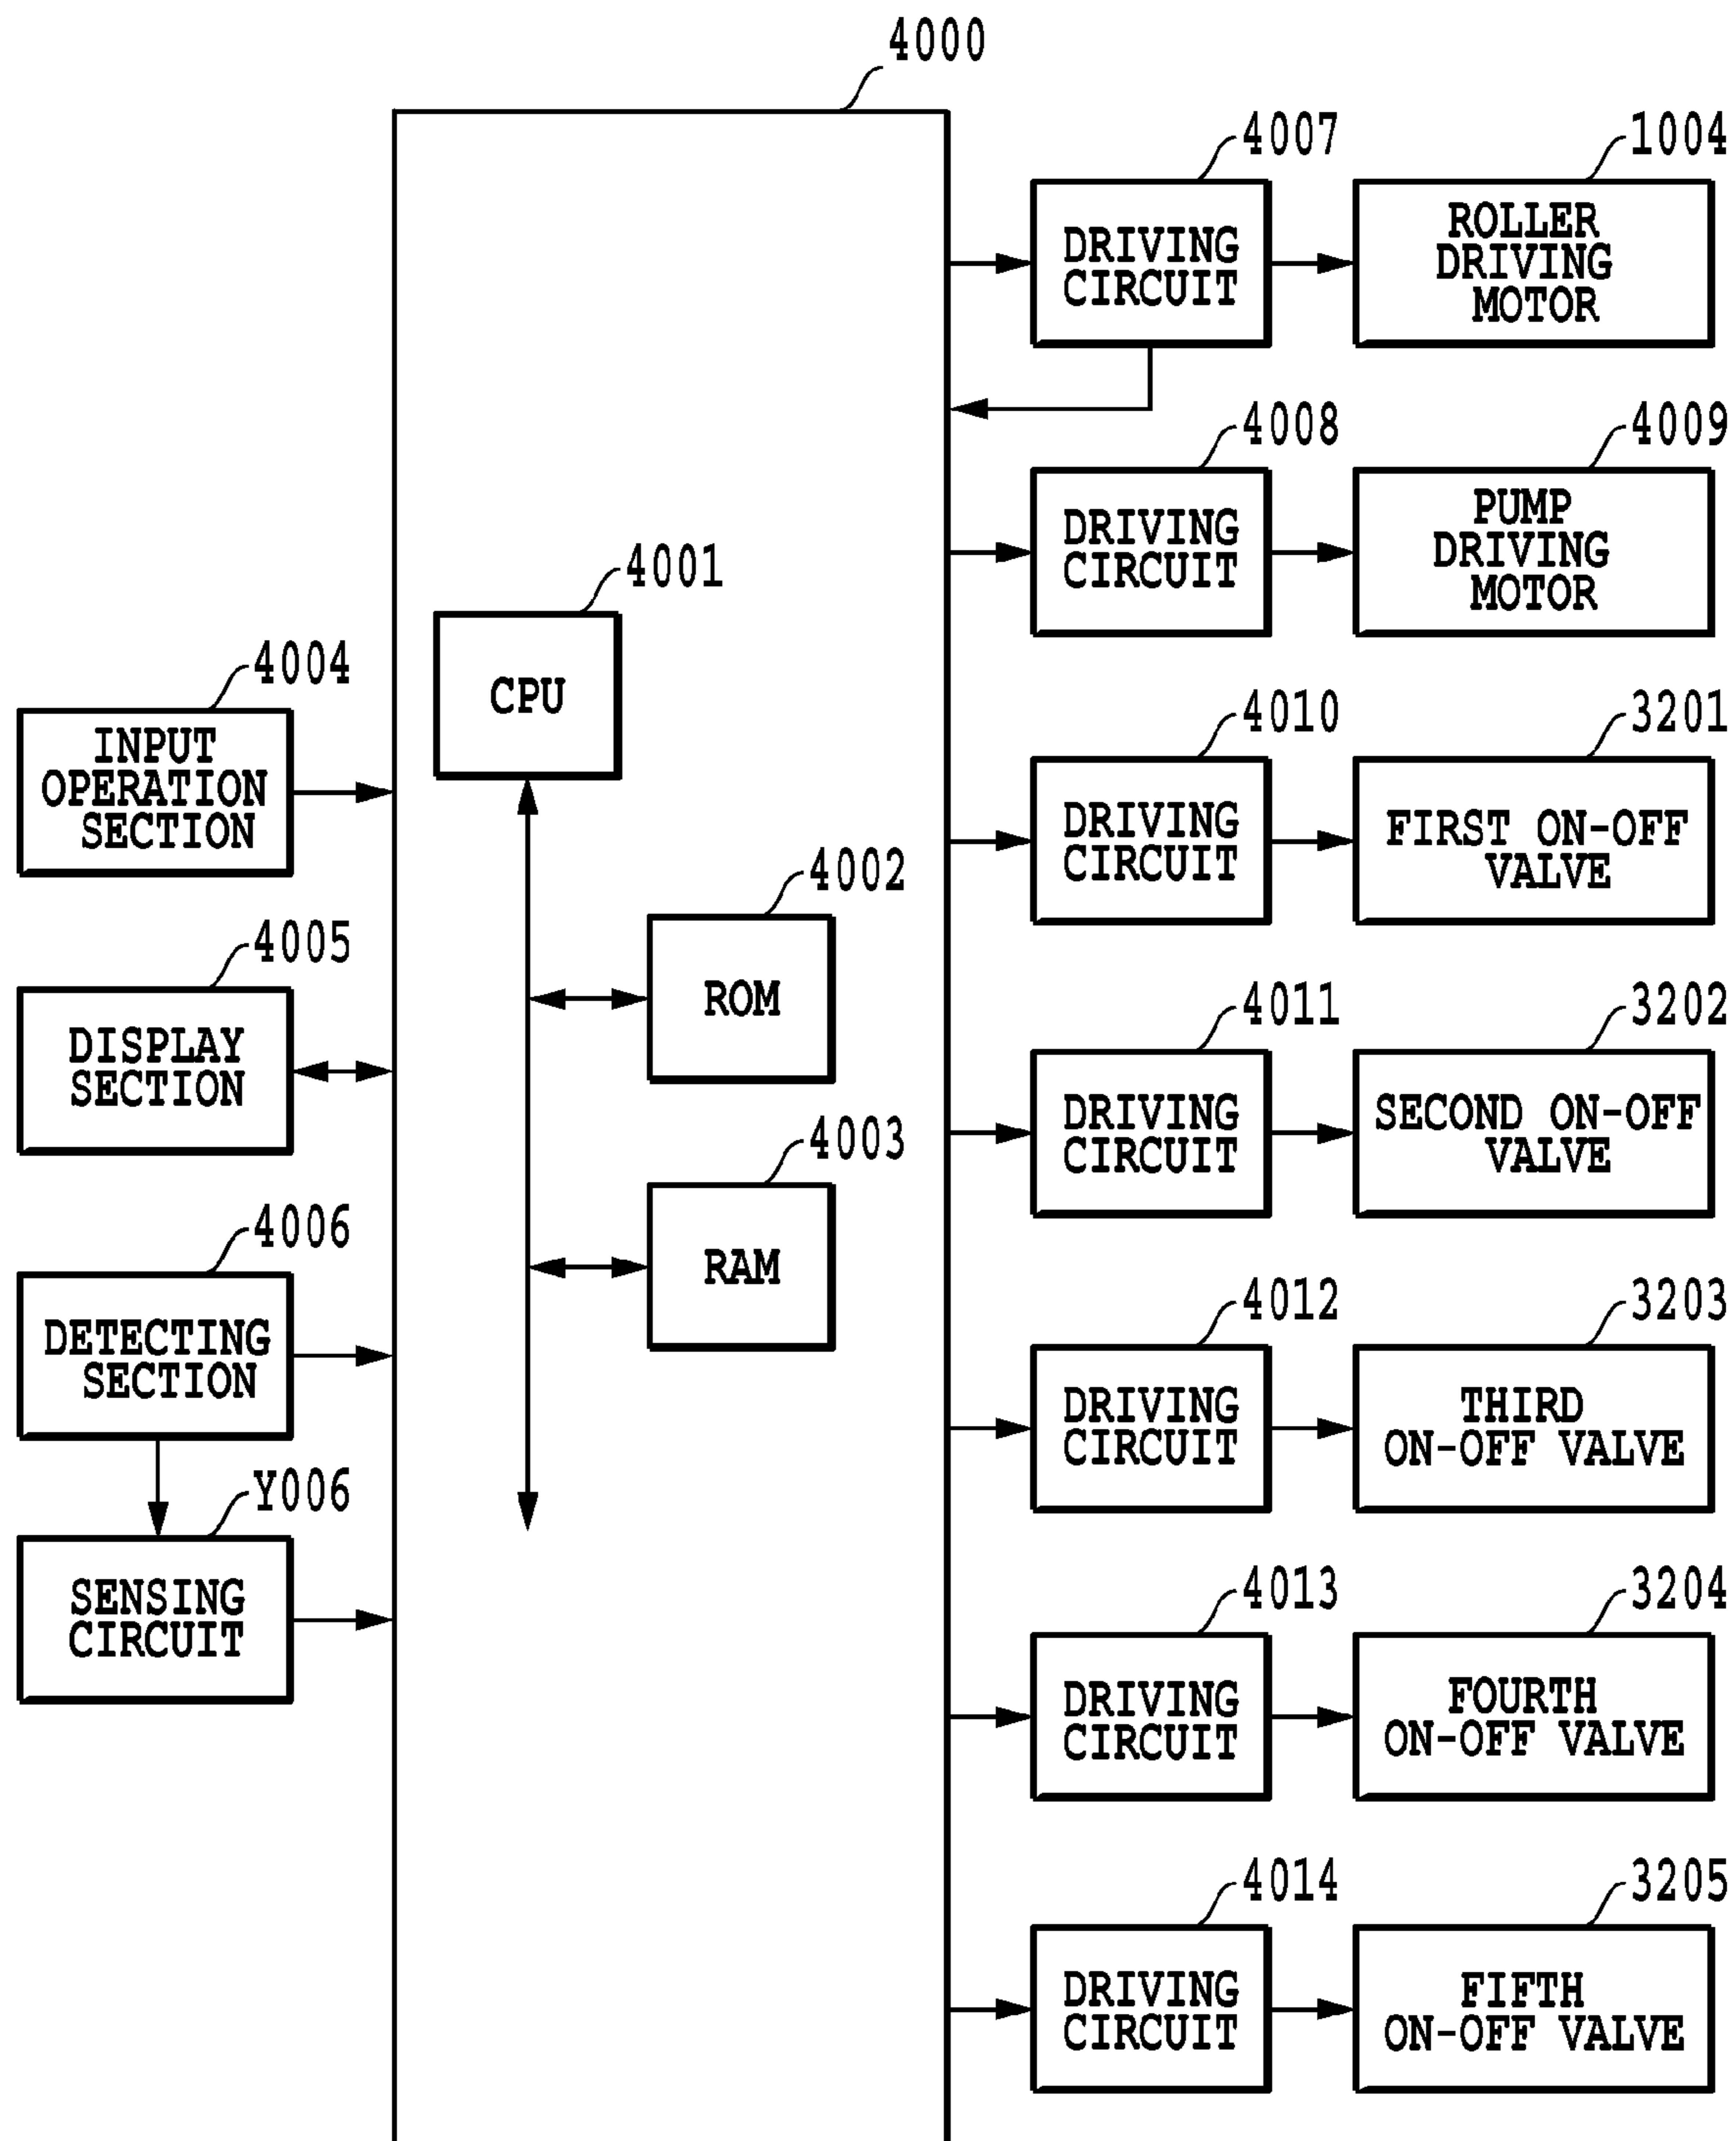 4000
4007
DRIVING
CIRCUIT
1004
ROLLER
DRIVING
MOTOR
4008
DRIVING
CIRCUIT
4009
PUMP
DRIVING
MOTOR
4001
CPU
4004
INPUT
OPERATION
SECTION
4010
DRIVING
CIRCUIT
3201
FIRST ON-OFF
VALVE
4002
ROM
4005
DISPLAY
SECTION
4011
DRIVING
CIRCUIT
3202
SECOND ON-OFF
VALVE
4003
RAM
4006
DETECTING
SECTION
4012
DRIVING
CIRCUIT
3203
THIRD
ON-OFF VALVE
Y006
SENSING
CIRCUIT
4013
DRIVING
CIRCUIT
3204
FOURTH
ON-OFF VALVE
4014
DRIVING
CIRCUIT
3205
FIFTH
ON-OFF VALVE